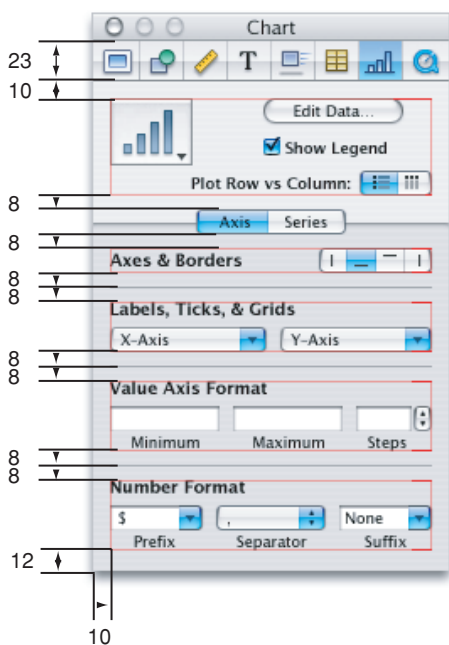 Chart
23
T
10
Edit Data...
Show Legend
Plot Row vs Column:
8
Axis Series
8
Axes & Borders
8
8
Labels, Ticks, & Grids
X-Axis Y-Axis
8
8
Value Axis Format
Minimum Maximum Steps
8
8
Number Format
$ , None
Prefix Separator Suffix
12
10